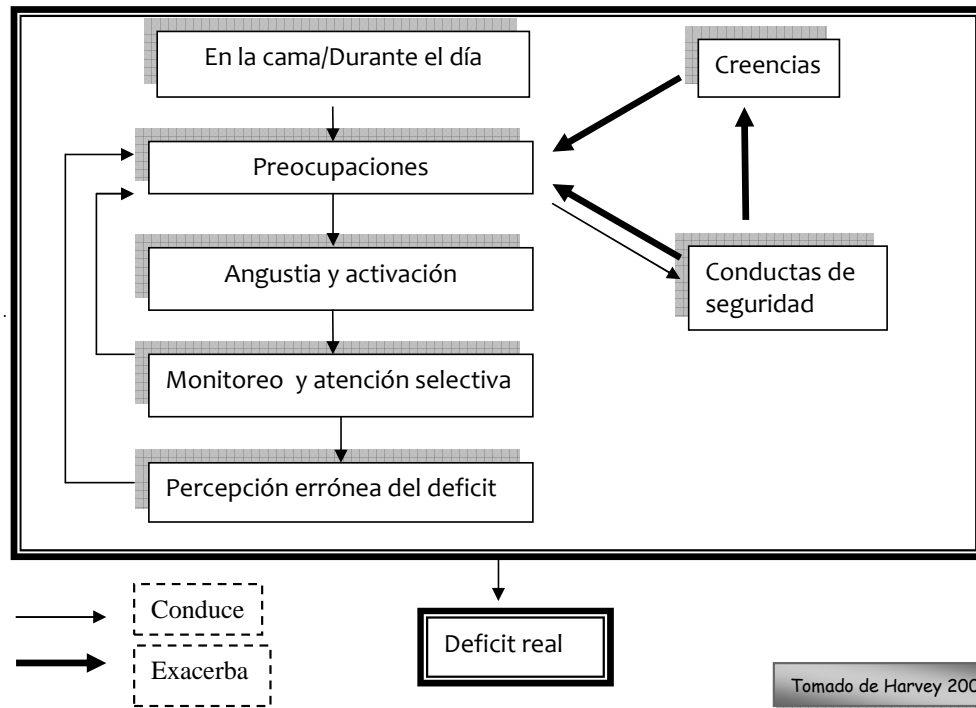 En la cama/Durante el día
Creencias
Preocupaciones
Angustia y activación
Conductas de
seguridad
Monitoreo y atención selectiva
Percepción errónea del deficit
Conduce
Exacerba
Deficit real
Tomado de Harvey